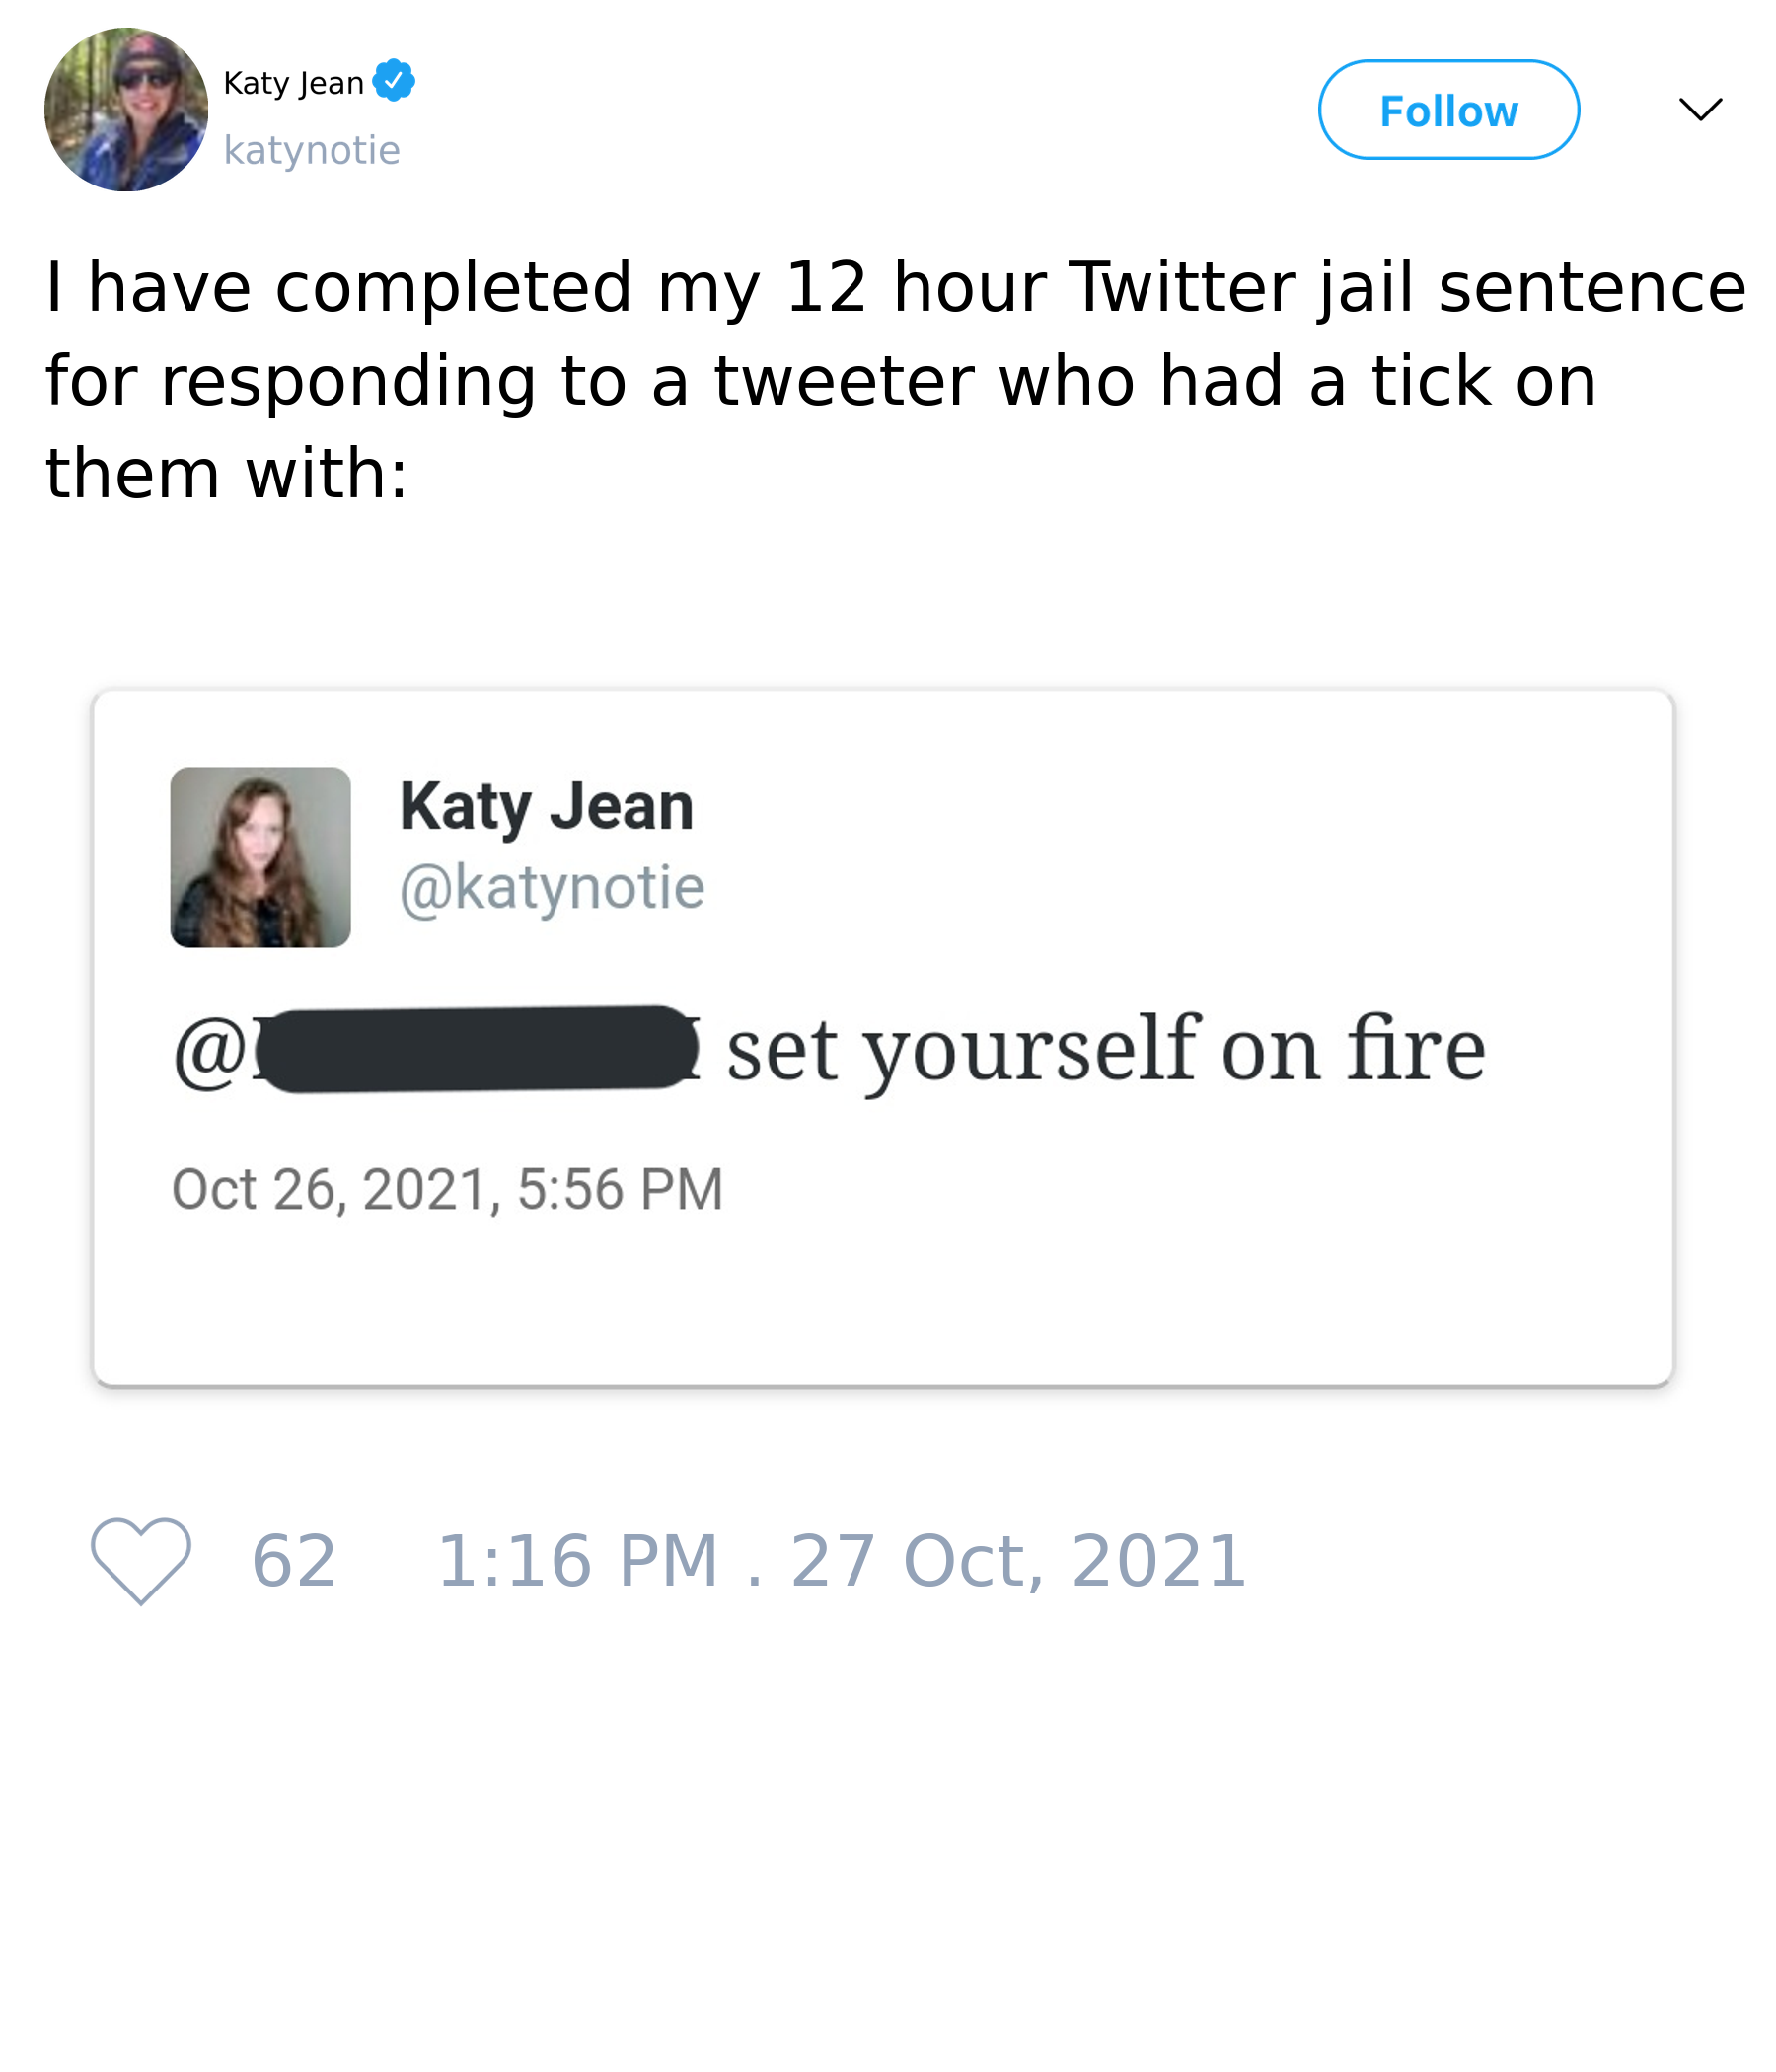 Katy Jean
katynotie
Follow
I have completed my 12 hour Twitter jail sentence
for responding to a tweeter who had a tick on
them with:
Katy Jean
@katynotie
@ set yourself on fire
Oct 26, 2021, 5:56 PM
62 1:16 PM . 27 Oct, 2021